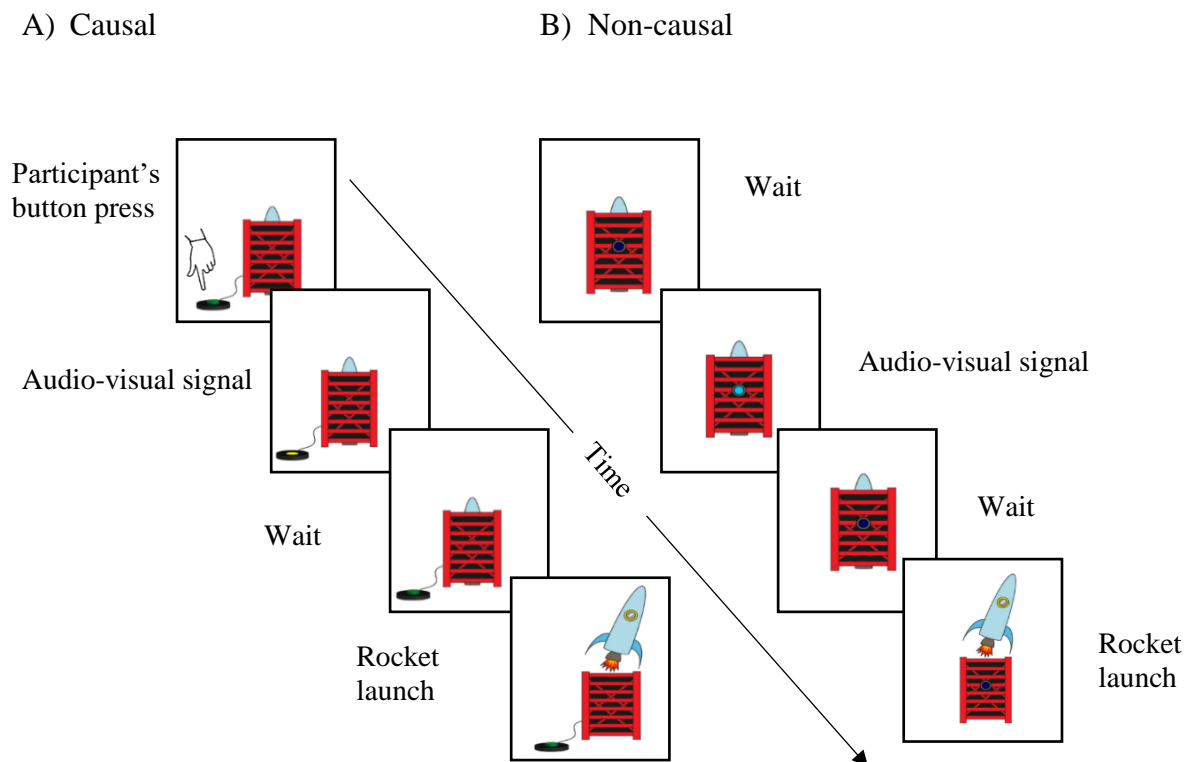 A) Causal
B) Non-causal
Participant’s
button press
Wait
Audio-visual signal
Audio-visual signal
Time
Wait
Wait
Rocket
launch
Rocket
launch